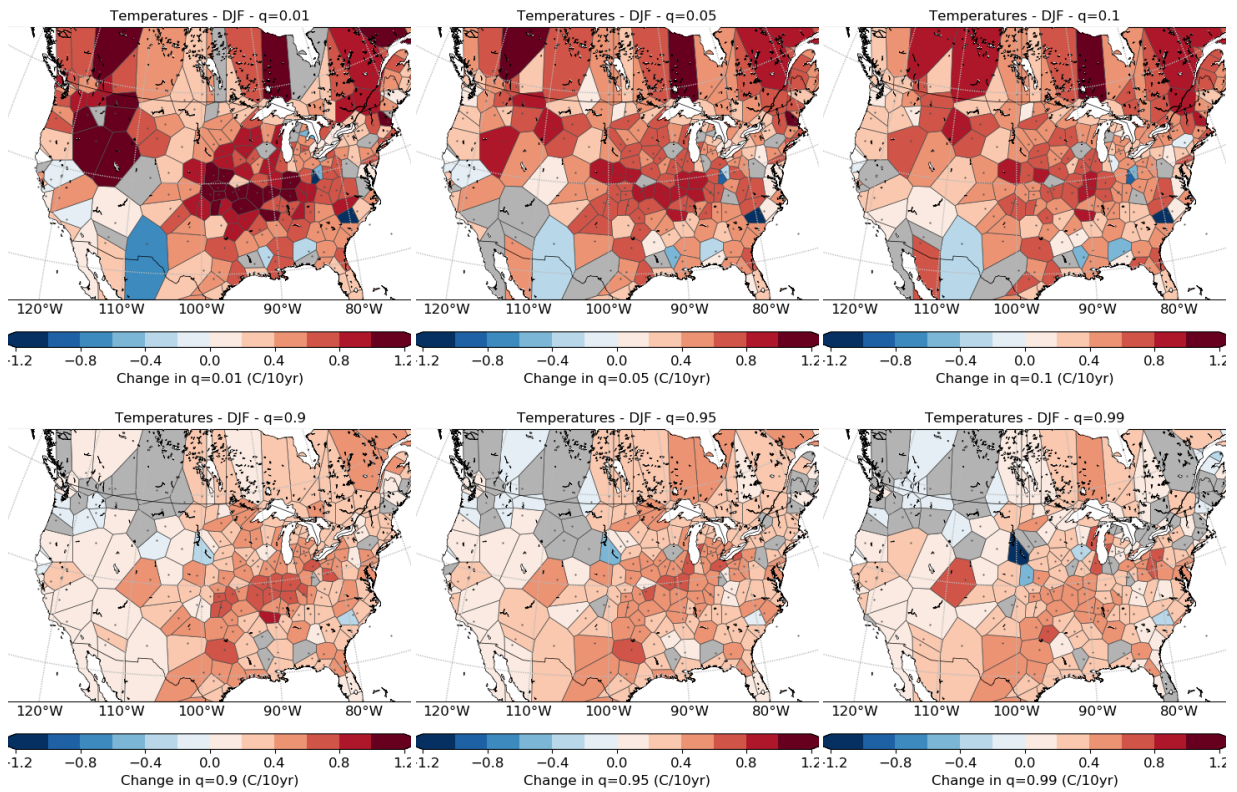 Temperatures - DJF - q=0.01 Temperatures - DJF - q=0.05 Temperatures - DJF - q=0.1
120°W 110°W 100°W 90°W 80°W 120°W 110°W 100°W 90°W 80°W 120°W 110°W 100°W 90°W 80°W
-1.2 −0.8 −0.4 0.0 0.4 0.8 1.2 -1.2 −0.8 −0.4 0.0 0.4 0.8 1.2 -1.2 −0.8 −0.4 0.0 0.4 0.8 1.2
Change in q=0.01 (C/10yr) Change in q=0.05 (C/10yr) Change in q=0.1 (C/10yr)
Temperatures - DJF - q=0.9 Temperatures - DJF - q=0.95 Temperatures - DJF - q=0.99
120°W 110°W 100°W 90°W 80°W 120°W 110°W 100°W 90°W 80°W 120°W 110°W 100°W 90°W 80°W
-1.2 −0.8 −0.4 0.0 0.4 0.8 1.2 -1.2 −0.8 −0.4 0.0 0.4 0.8 1.2 -1.2 −0.8 −0.4 0.0 0.4 0.8 1.2
Change in q=0.9 (C/10yr) Change in q=0.95 (C/10yr) Change in q=0.99 (C/10yr)